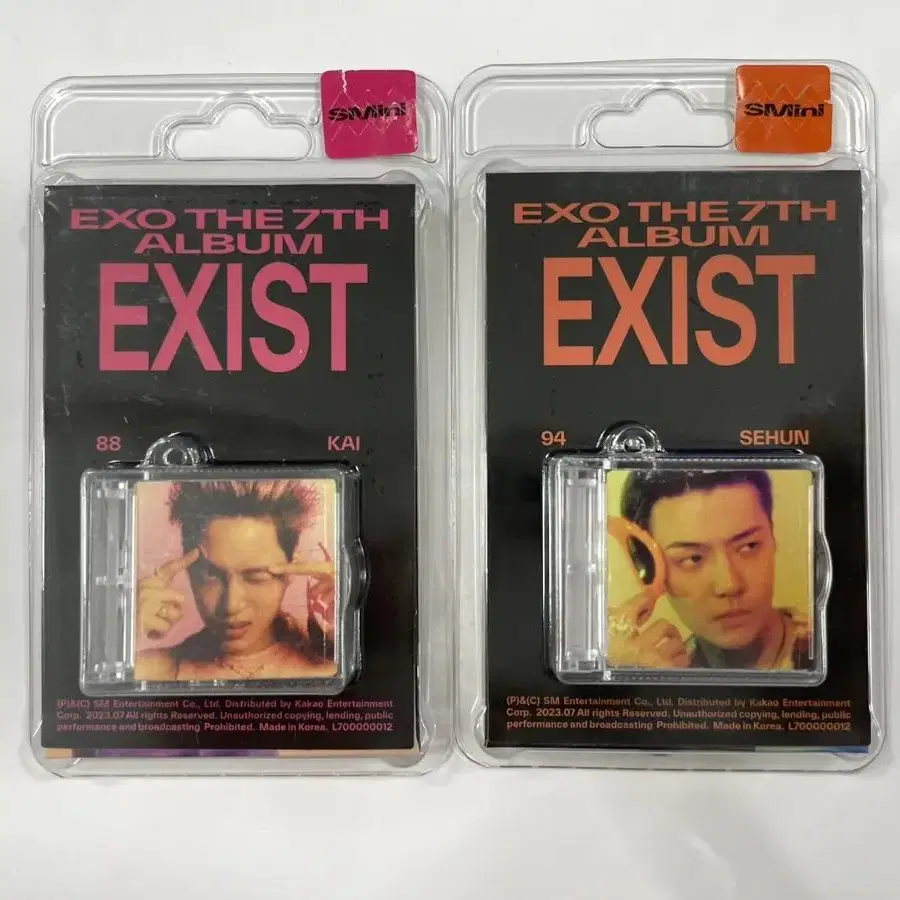 SMini
EXO THE 7TH
ALBUM
EXIST
88 KAI
(P)&(C) SM Entertainment Co., Ltd. Distributed by Kakao Entertainment
Corp. 2023.07 All rights Reserved. Unauthorized copying, lending, public
performance and broadcasting Prohibited. Made in Korea. L700000012
SMini
EXO THE 7TH
ALBUM
EXIST
94 SEHUN
(P)&(C) SM Entertainment Co., Ltd. Distributed by Kakao Entertainment
Corp. 2023.07 All rights Reserved. Unauthorized copying, lending, public
performance and broadcasting Prohibited. Made in Korea. L700000012